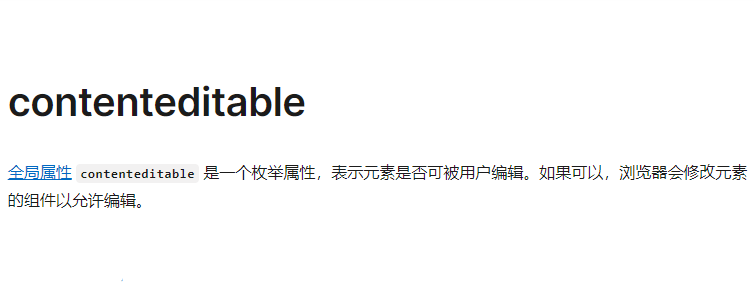 contenteditable
全局属性 contenteditable 是一个枚举属性，表示元素是否可被用户编辑。如果可以，浏览器会修改元素
的组件以允许编辑。